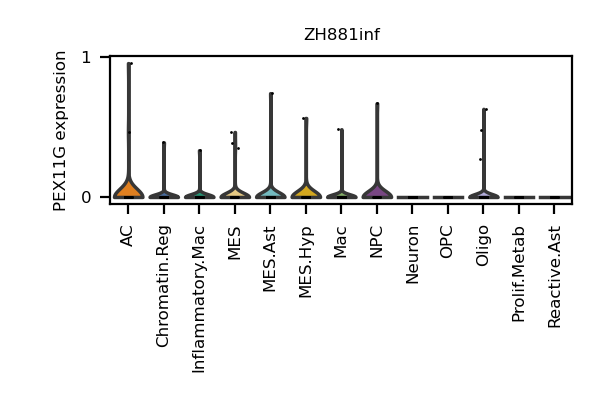 ZH881inf
PEX11G expression
1
0
AC
Chromatin.Reg
Inflammatory.Mac
MES
MES.Ast
MES.Hyp
Mac
NPC
Neuron
OPC
Oligo
Prolif.Metab
Reactive.Ast